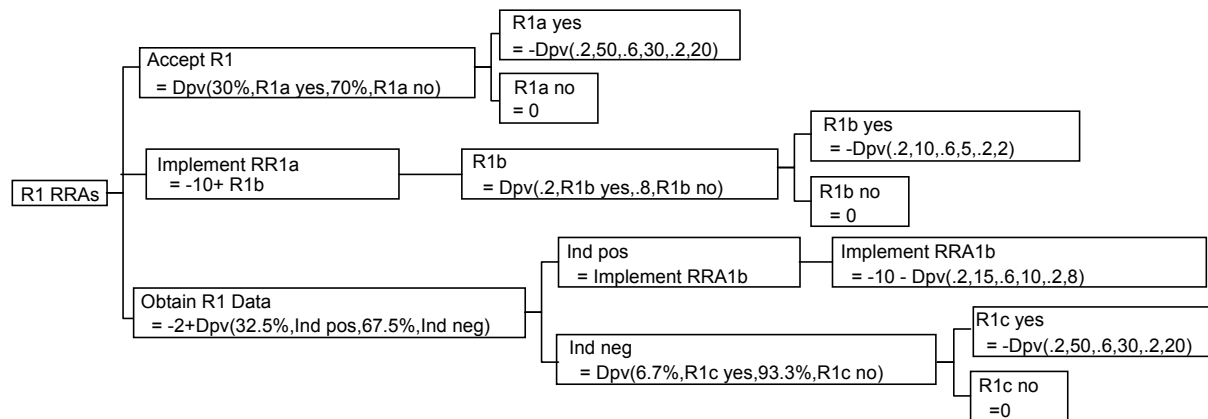 R1 RRAs
Accept R1
= Dpv(30%,R1a yes,70%,R1a no)
R1a yes
= -Dpv(.2,50,.6,30,.2,20)
R1a no
= 0
Implement RR1a
= -10+ R1b
R1b
= Dpv(.2,R1b yes,.8,R1b no)
R1b yes
= -Dpv(.2,10,.6,5,.2,2)
R1b no
= 0
Obtain R1 Data
= -2+Dpv(32.5%,Ind pos,67.5%,Ind neg)
Ind pos
= Implement RRA1b
Implement RRA1b
= -10 - Dpv(.2,15,.6,10,.2,8)
Ind neg
= Dpv(6.7%,R1c yes,93.3%,R1c no)
R1c yes
= -Dpv(.2,50,.6,30,.2,20)
R1c no
=0